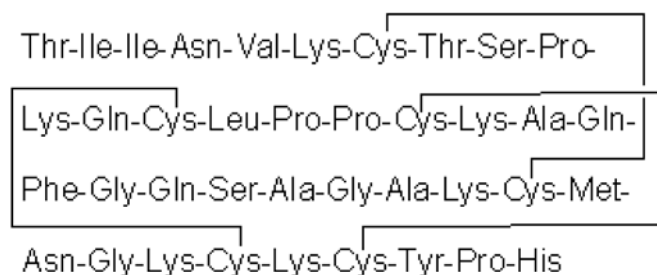 Thr-Ile-Ile-Asn-Val-Lys-Cys-Thr-Ser-Pro-
Lys-Gln-Cys-Leu-Pro-Pro-Cys-Lys-Ala-Gln-
Phe-Gly-Gln-Ser-Ala-Gly-Ala-Lys-Cys-Met-
Asn-Gly-Lys-Cys-Lys-Cys-Tyr-Pro-His